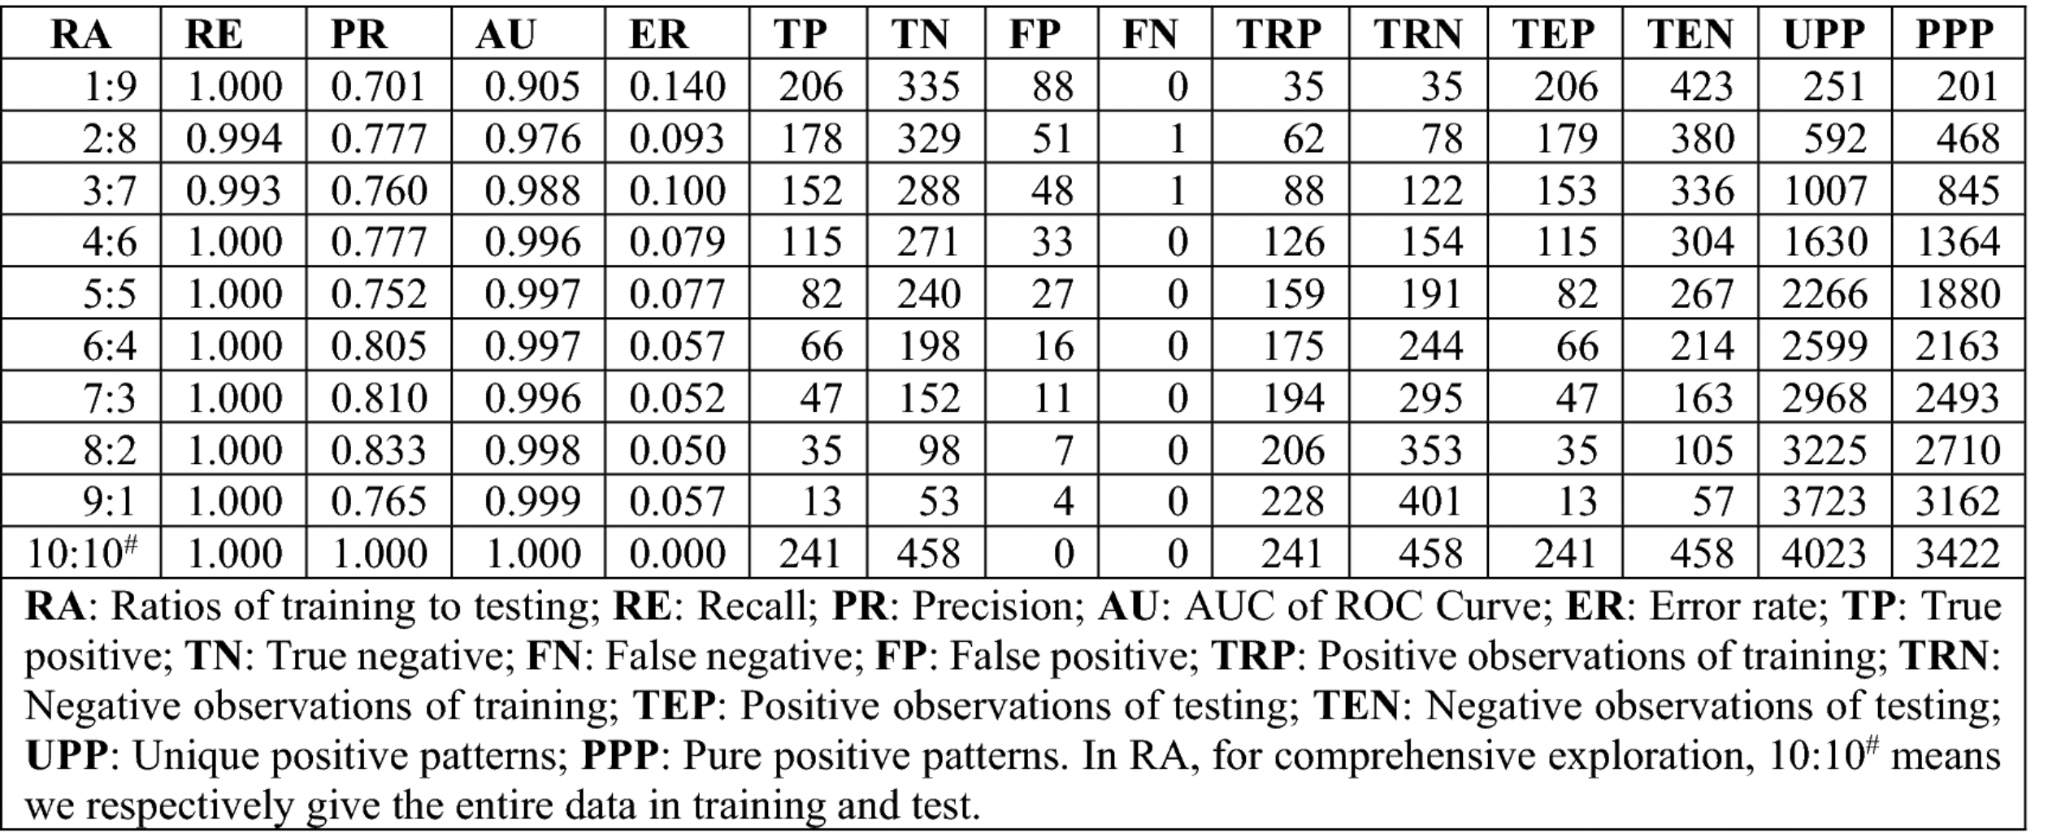 RA RE PR AU ER TP TN FP FN TRP TRN TEP TEN UPP PPP
1:9 1.000 0.701 0.905 0.140 206 335 88 0 35 35 206 423 251 201
2:8 0.994 0.777 0.976 0.093 178 329 51 1 62 78 179 380 592 468
3:7 0.993 0.760 0.988 0.100 152 288 48 1 88 122 153 336 1007 845
4:6 1.000 0.777 0.996 0.079 115 271 33 0 126 154 115 304 1630 1364
5:5 1.000 0.752 0.997 0.077 82 240 27 0 159 191 82 267 2266 1880
6:4 1.000 0.805 0.997 0.057 66 198 16 0 175 244 66 214 2599 2163
7:3 1.000 0.810 0.996 0.052 47 152 11 0 194 295 47 163 2968 2493
8:2 1.000 0.833 0.998 0.050 35 98 7 0 206 353 35 105 3225 2710
9:1 1.000 0.765 0.999 0.057 13 53 4 0 228 401 13 57 3723 3162
10:10# 1.000 1.000 1.000 0.000 241 458 0 0 241 458 241 458 4023 3422
RA: Ratios of training to testing; RE: Recall; PR: Precision; AU: AUC of ROC Curve; ER: Error rate; TP: True
positive; TN: True negative; FN: False negative; FP: False positive; TRP: Positive observations of training; TRN:
Negative observations of training; TEP: Positive observations of testing; TEN: Negative observations of testing;
UPP: Unique positive patterns; PPP: Pure positive patterns. In RA, for comprehensive exploration, 10:10# means
we respectively give the entire data in training and test.